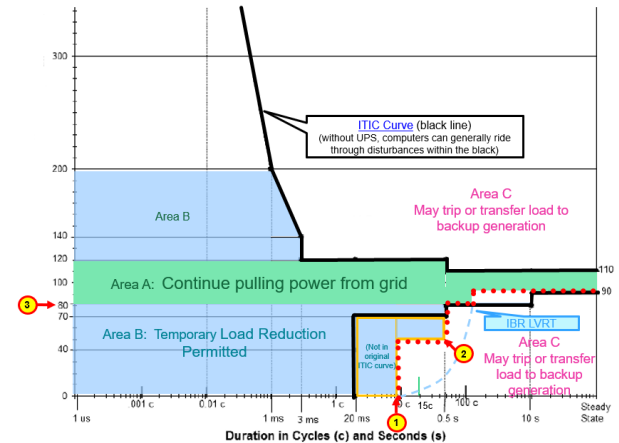 300
ITIC Curve (black line)
(without UPS, computers can generally ride
through disturbances within the black)
200
Area C
May trip or transfer load to
backup generation
Area B
140
120
110
100
Area A: Continue pulling power from grid
90
3
80
70
IBR LVRT
Area B: Temporary Load Reduction
Permitted
2
Area C
May trip or transfer
load to backup
generation
(Not in
original
ITIC curve)
40
0
.001 c
0.01 c
1 c
c
15c
100 c
Steady
State
1 us
1 ms
3 ms
20 ms
1
0.5 s
10 s
Duration in Cycles (c) and Seconds (s)